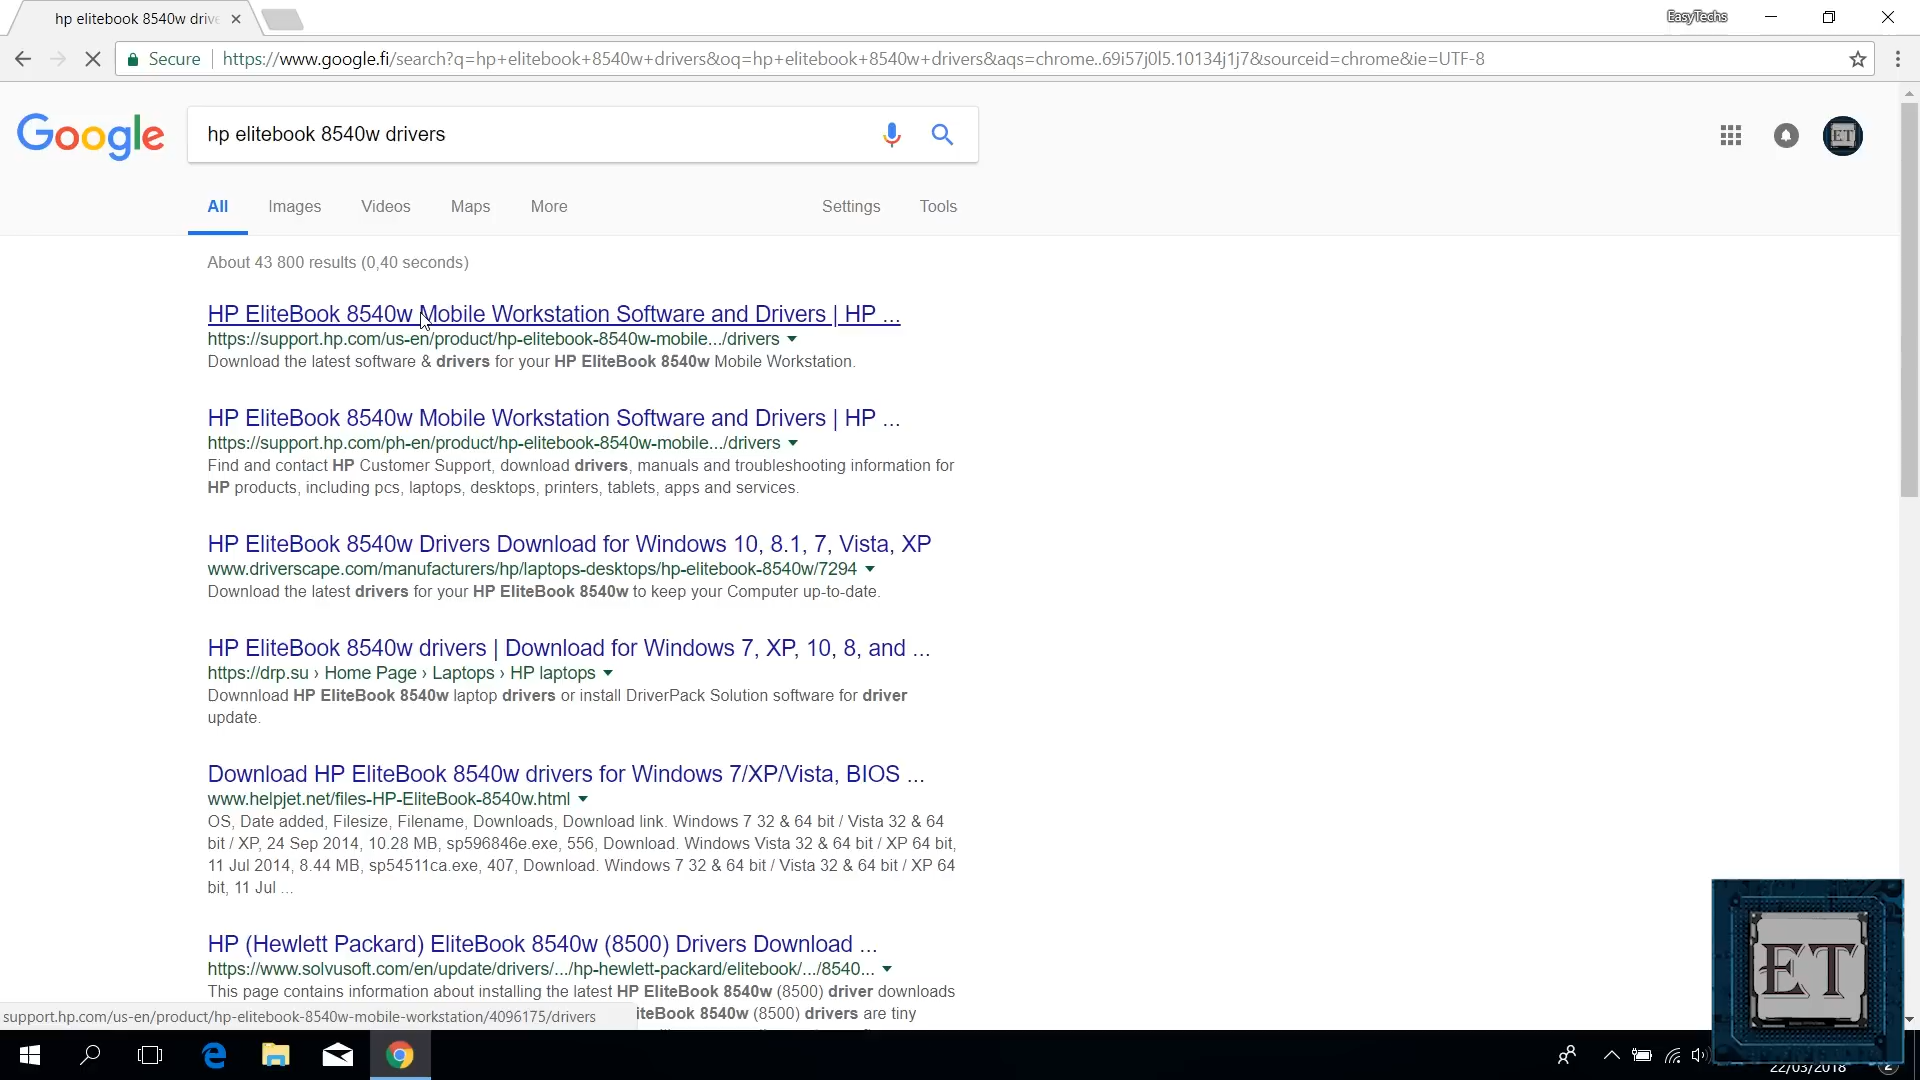 hp elitebook 8540w drive
EasyTechs
Secure
https://www.google.fi/search?q=hp+elitebook+8540w+drivers&oq=hp+elitebook+8540w+drivers&aqs=chrome..69i57j0l5.10134j1j7&sourceid=chrome&ie=UTF-8
Google
hp elitebook 8540w drivers
ET
All Images Videos Maps More Settings Tools
About 43 800 results (0,40 seconds)
HP EliteBook 8540w Mobile Workstation Software and Drivers | HP ...
https://support.hp.com/us-en/product/hp-elitebook-8540w-mobile.../drivers
Download the latest software & drivers for your HP EliteBook 8540w Mobile Workstation.
HP EliteBook 8540w Mobile Workstation Software and Drivers | HP ...
https://support.hp.com/ph-en/product/hp-elitebook-8540w-mobile.../drivers
Find and contact HP Customer Support, download drivers, manuals and troubleshooting information for
HP products, including pcs, laptops, desktops, printers, tablets, apps and services.
HP EliteBook 8540w Drivers Download for Windows 10, 8.1, 7, Vista, XP
www.driverscape.com/manufacturers/hp/laptops-desktops/hp-elitebook-8540w/7294
Download the latest drivers for your HP EliteBook 8540w to keep your Computer up-to-date.
HP EliteBook 8540w drivers | Download for Windows 7, XP, 10, 8, and ...
https://drp.su › Home Page › Laptops › HP laptops
Downnload HP EliteBook 8540w laptop drivers or install DriverPack Solution software for driver
update.
Download HP EliteBook 8540w drivers for Windows 7/XP/Vista, BIOS ...
www.helpjet.net/files-HP-EliteBook-8540w.html
OS, Date added, Filesize, Filename, Downloads, Download link. Windows 7 32 & 64 bit / Vista 32 & 64
bit / XP, 24 Sep 2014, 10.28 MB, sp596846e.exe, 556, Download. Windows Vista 32 & 64 bit / XP 64 bit,
11 Jul 2014, 8.44 MB, sp54511ca.exe, 407, Download. Windows 7 32 & 64 bit / Vista 32 & 64 bit / XP 64
bit, 11 Jul ...
HP (Hewlett Packard) EliteBook 8540w (8500) Drivers Download ...
https://www.solvusoft.com/en/update/drivers/.../hp-hewlett-packard/elitebook/.../8540...
This page contains information about installing the latest HP EliteBook 8540w (8500) driver downloads
iteBook 8540w (8500) drivers are tiny
support.hp.com/us-en/product/hp-elitebook-8540w-mobile-workstation/4096175/drivers
ET
22/03/2018
2